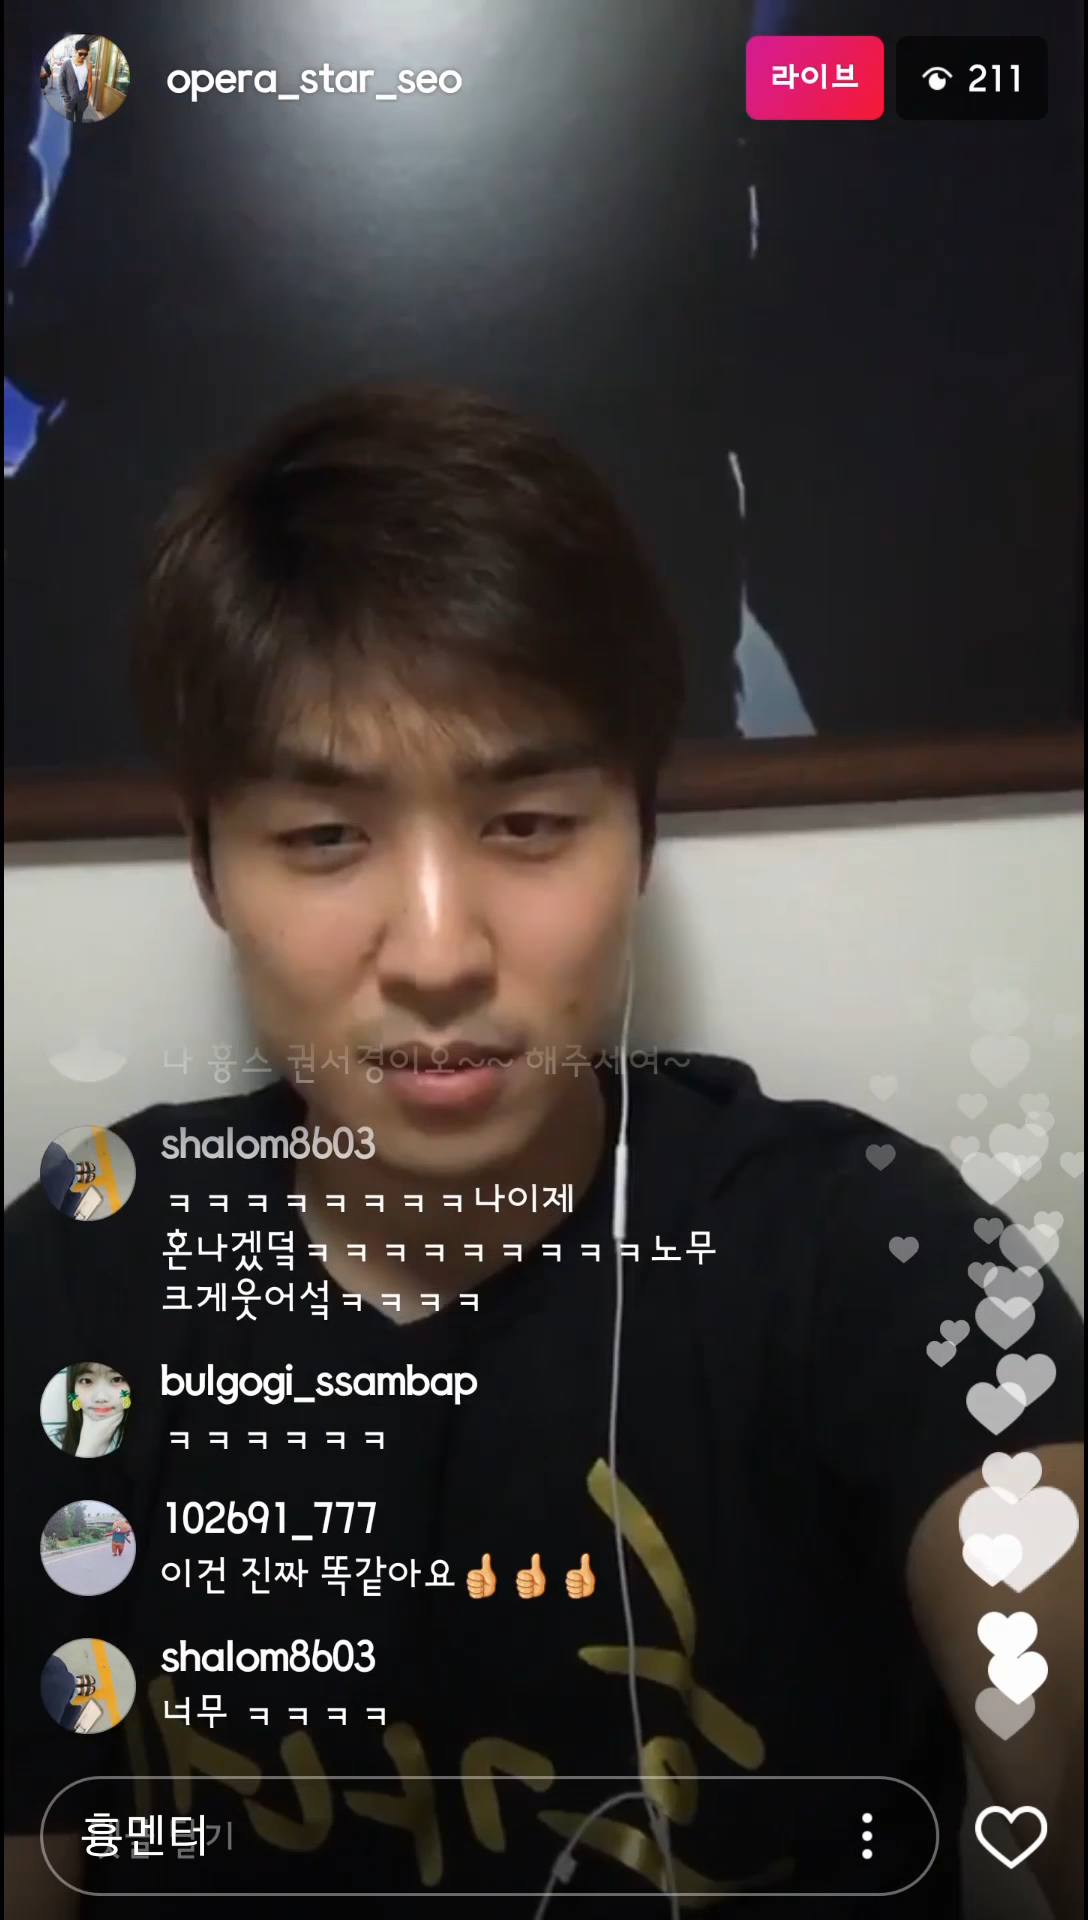 opera_star_seo
라이브
211
나 흉스 권서경이오~~ 해주세여~
shalom8603
ㅋㅋㅋㅋㅋㅋㅋㅋ나이제
혼나겠덬ㅋㅋㅋㅋㅋㅋㅋㅋㅋ노무
크게웃어섴ㅋㅋㅋㅋ
bulgogi_ssambap
ㅋㅋㅋㅋㅋㅋ
102691_777
이건 진짜 똑같아요👍👍👍
shalom8603
너무 ㅋㅋㅋㅋ
흉멘터